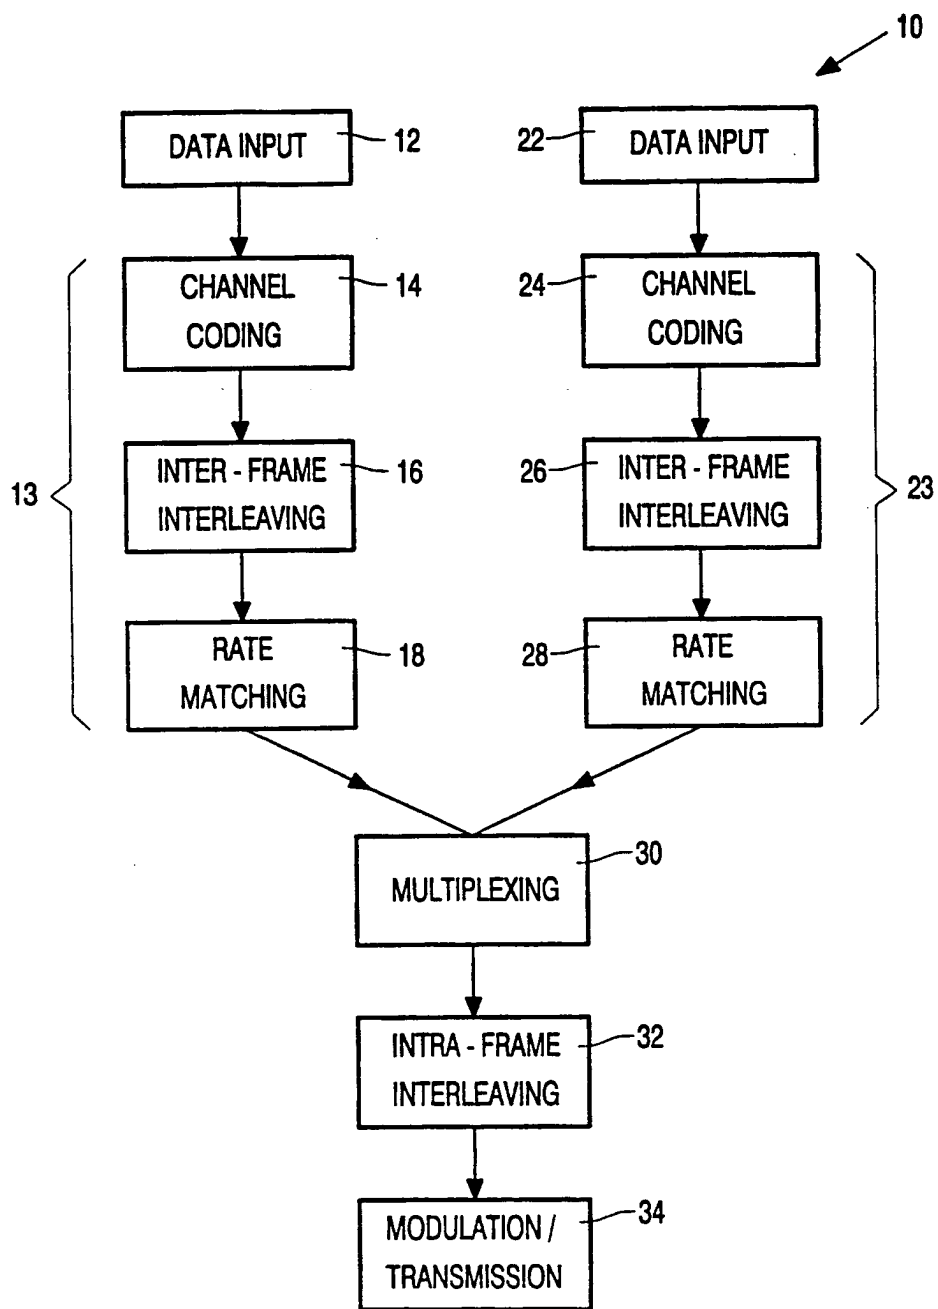 10
DATA INPUT
12
22
DATA INPUT
CHANNEL
CODING
14
24
CHANNEL
CODING
13
INTER - FRAME
INTERLEAVING
16
26
INTER - FRAME
INTERLEAVING
23
RATE
MATCHING
18
28
RATE
MATCHING
MULTIPLEXING
30
INTRA - FRAME
INTERLEAVING
32
MODULATION /
TRANSMISSION
34